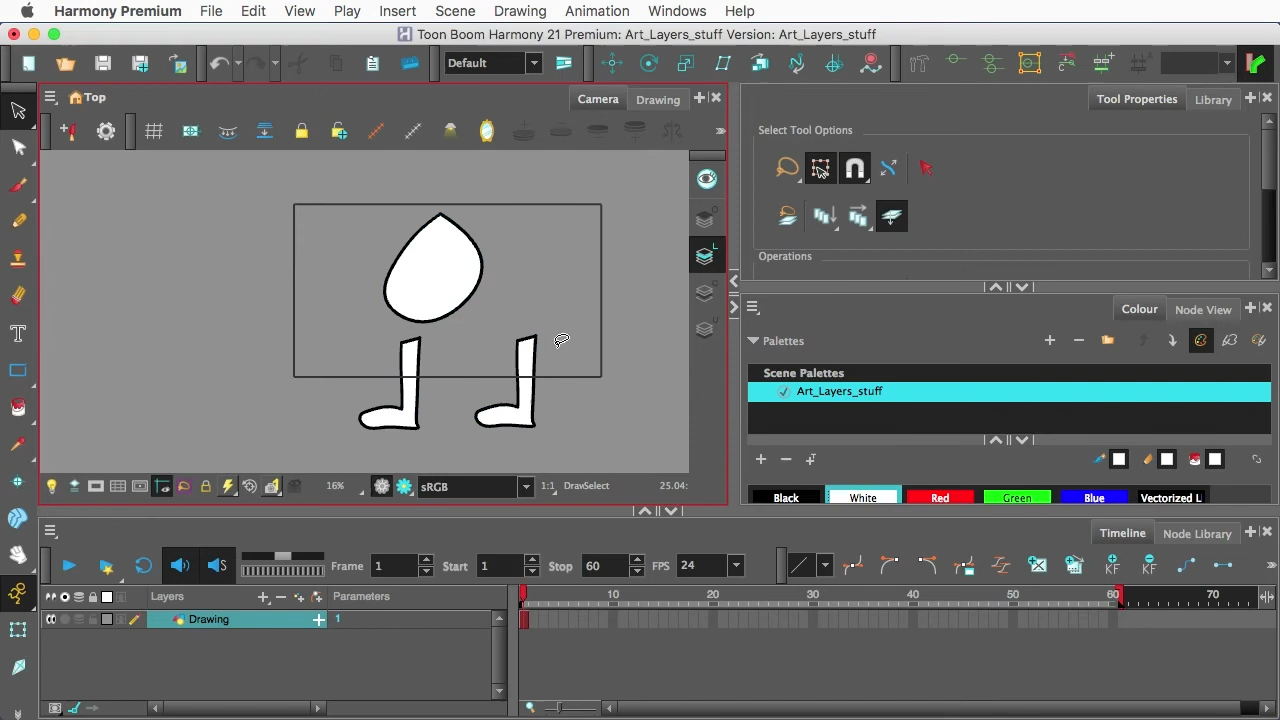 Harmony Premium File Edit View Play Insert Scene Drawing Animation Windows Help
Toon Boom Harmony 21 Premium: Art_Layers_stuff Version: Art_Layers_stuff
Default
Top
Camera
Drawing
Tool Properties
Library
Select Tool Options
Operations
Colour
Node View
Palettes
Scene Palettes
Art_Layers_stuff
Black White Red Green Blue Vectorized L
16%
sRGB
1:1
DrawSelect
25.04:
Timeline
Node Library
Frame 1 Start 1 Stop 60 FPS 24
Layers
Parameters
10 20 30 40 50 60 70
Drawing
1